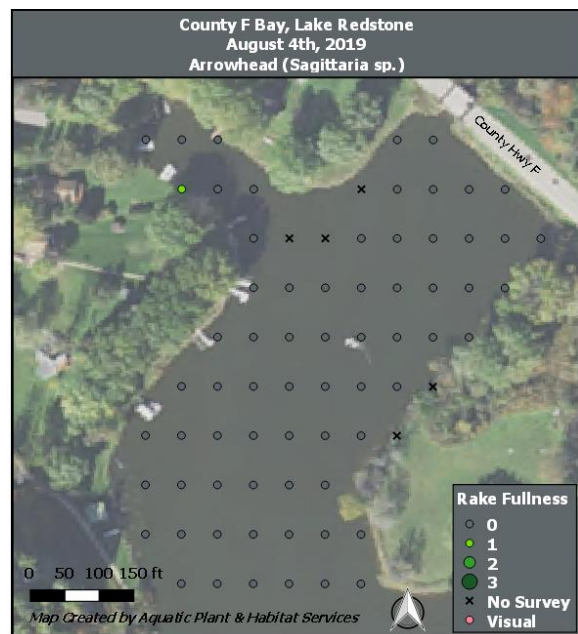 County F Bay, Lake Redstone
August 4th, 2019
Arrowhead (Sagittaria sp.)
County Hwy F
Rake Fullness
0
1
2
3
No Survey
Visual
0 50 100 150 ft
Map Created by Aquatic Plant & Habitat Services